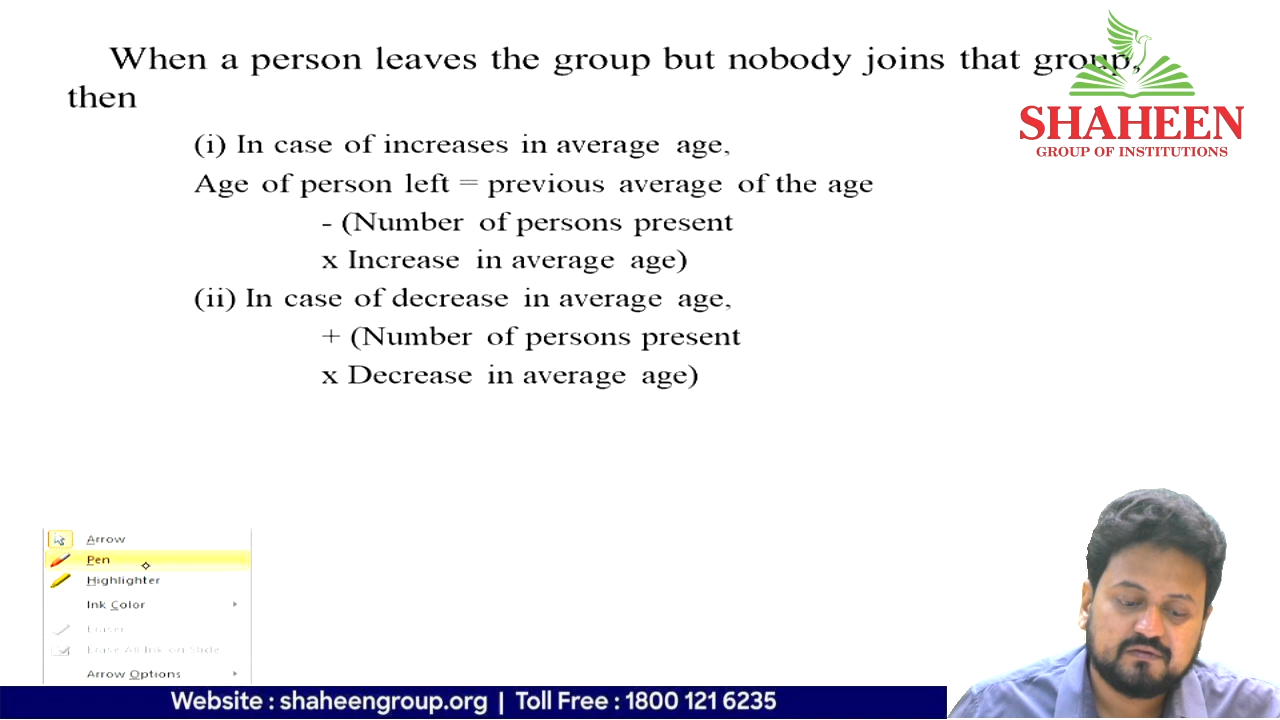 When a person leaves the group but nobody joins that group,
then
(i) In case of increases in average age,
Age of person left = previous average of the age
- (Number of persons present
x Increase in average age)
(ii) In case of decrease in average age,
+ (Number of persons present
x Decrease in average age)
SHAHEEN
GROUP OF INSTITUTIONS
Arrow
Pen
Highlighter
Ink Color
Eraser
Erase All Ink on Slide
Arrow Options
Website : shaheengroup.org | Toll Free : 1800 121 6235